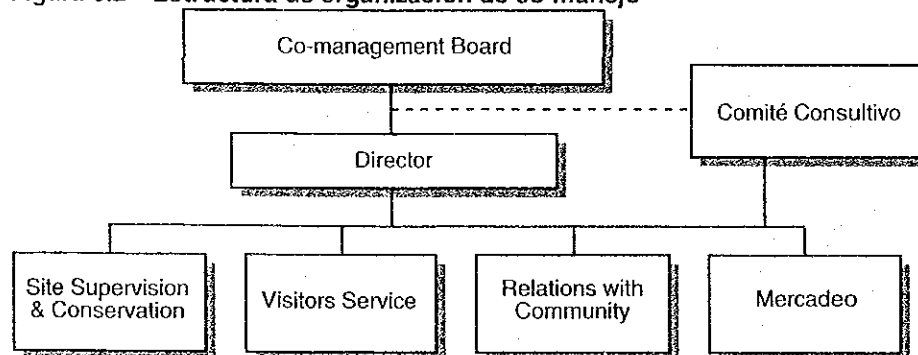 Co-management Board
Comité Consultivo
Director
Site Supervision
& Conservation
Visitors Service
Relations with
Community
Mercadeo